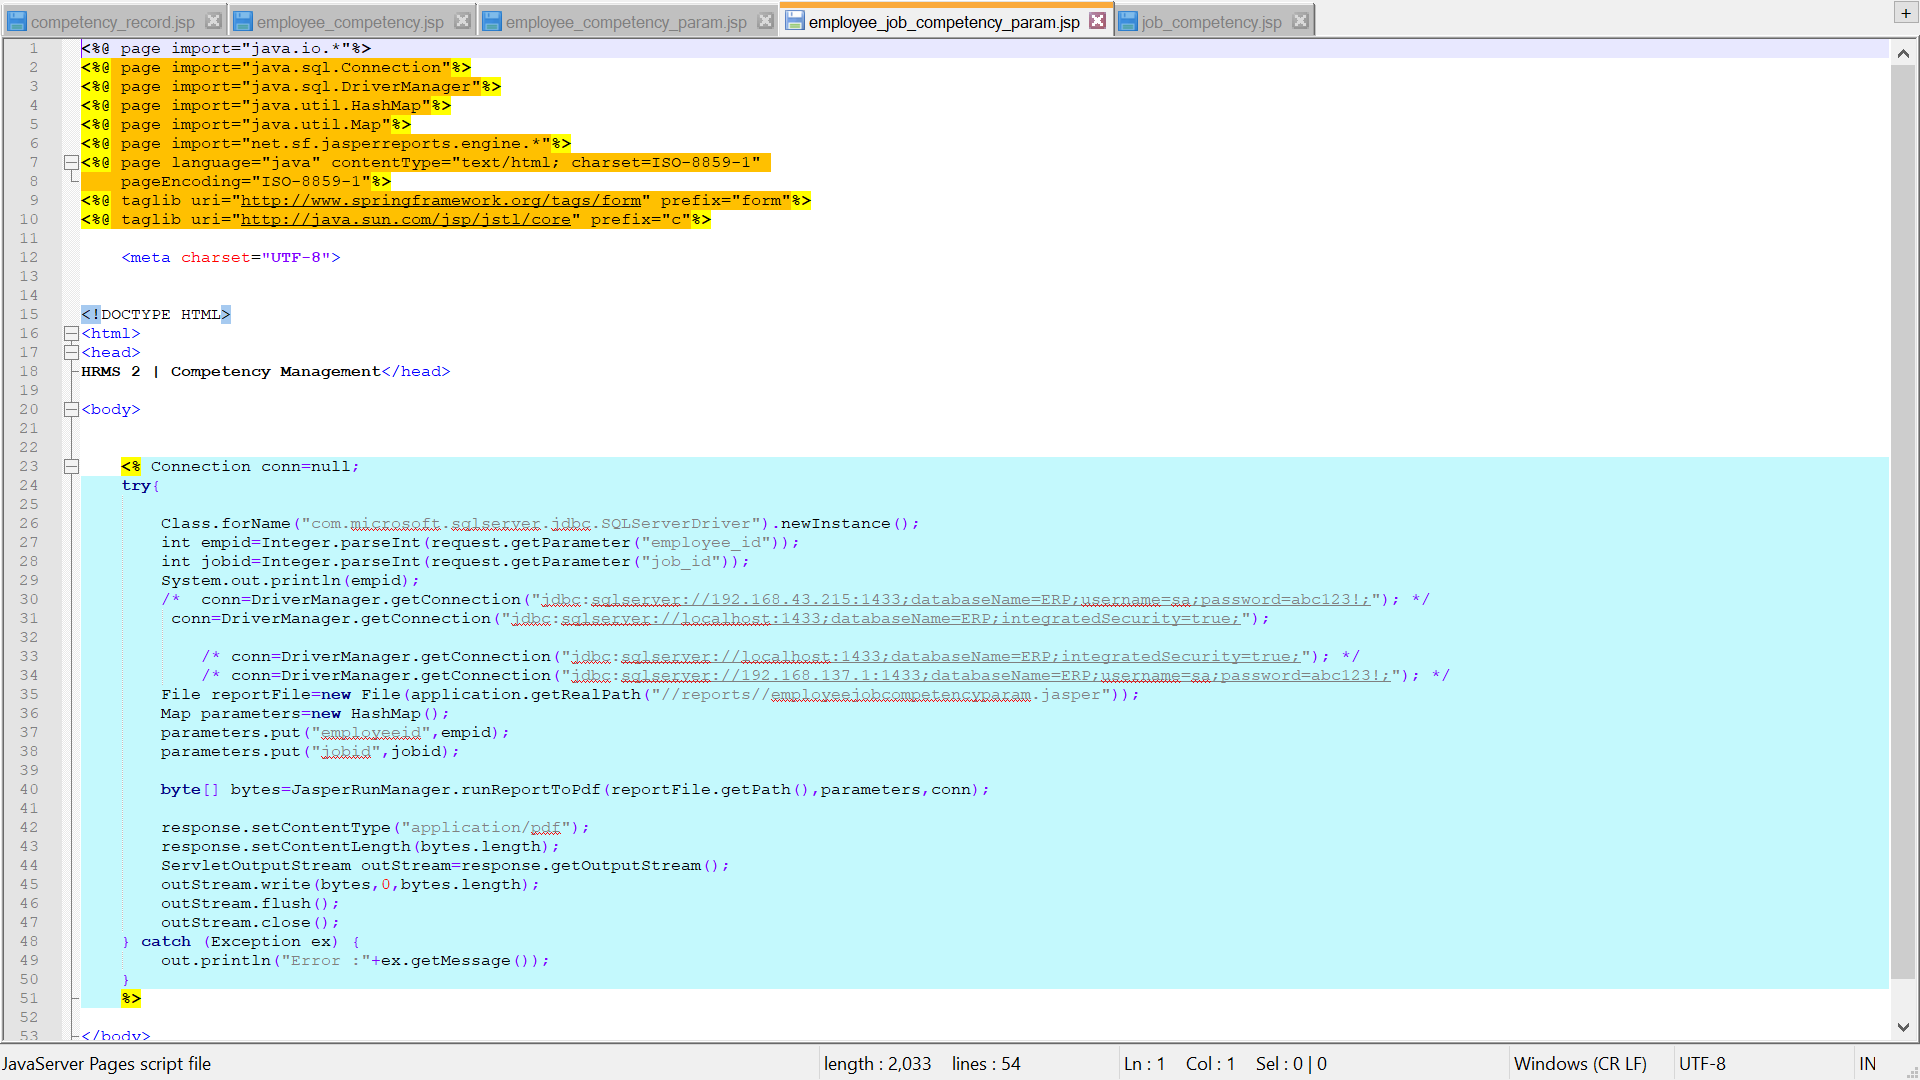 competency_record.jsp employee_competency.jsp employee_competency_param.jsp employee_job_competency_param.jsp job_competency.jsp +
1 <%@ page import="java.io.*"%>
2 <%@ page import="java.sql.Connection"%>
3 <%@ page import="java.sql.DriverManager"%>
4 <%@ page import="java.util.HashMap"%>
5 <%@ page import="java.util.Map"%>
6 <%@ page import="net.sf.jasperreports.engine.*"%>
7 <%@ page language="java" contentType="text/html; charset=ISO-8859-1"
8     pageEncoding="ISO-8859-1"%>
9 <%@ taglib uri="http://www.springframework.org/tags/form" prefix="form"%>
10 <%@ taglib uri="http://java.sun.com/jsp/jstl/core" prefix="c"%>
11
12     <meta charset="UTF-8">
13
14
15 <!DOCTYPE HTML>
16 <html>
17 <head>
18 HRMS 2 | Competency Management</head>
19
20 <body>
21
22
23     <% Connection conn=null;
24     try{
25
26         Class.forName("com.microsoft.sqlserver.jdbc.SQLServerDriver").newInstance();
27         int empid=Integer.parseInt(request.getParameter("employee_id"));
28         int jobid=Integer.parseInt(request.getParameter("job_id"));
29         System.out.println(empid);
30         /*  conn=DriverManager.getConnection("jdbc:sqlserver://192.168.43.215:1433;databaseName=ERP;username=sa;password=abc123!;"); */
31          conn=DriverManager.getConnection("jdbc:sqlserver://localhost:1433;databaseName=ERP;integratedSecurity=true;");
32
33             /* conn=DriverManager.getConnection("jdbc:sqlserver://localhost:1433;databaseName=ERP;integratedSecurity=true;"); */
34             /* conn=DriverManager.getConnection("jdbc:sqlserver://192.168.137.1:1433;databaseName=ERP;username=sa;password=abc123!;"); */
35         File reportFile=new File(application.getRealPath("//reports//employeejobcompetencyparam.jasper"));
36         Map parameters=new HashMap();
37         parameters.put("employeeid",empid);
38         parameters.put("jobid",jobid);
39
40         byte[] bytes=JasperRunManager.runReportToPdf(reportFile.getPath(),parameters,conn);
41
42         response.setContentType("application/pdf");
43         response.setContentLength(bytes.length);
44         ServletOutputStream outStream=response.getOutputStream();
45         outStream.write(bytes,0,bytes.length);
46         outStream.flush();
47         outStream.close();
48     } catch (Exception ex) {
49         out.println("Error :"+ex.getMessage());
50     }
51     %>
52
53 </body>
JavaServer Pages script file length : 2,033 lines : 54 Ln : 1 Col : 1 Sel : 0 | 0 Windows (CR LF) UTF-8 IN